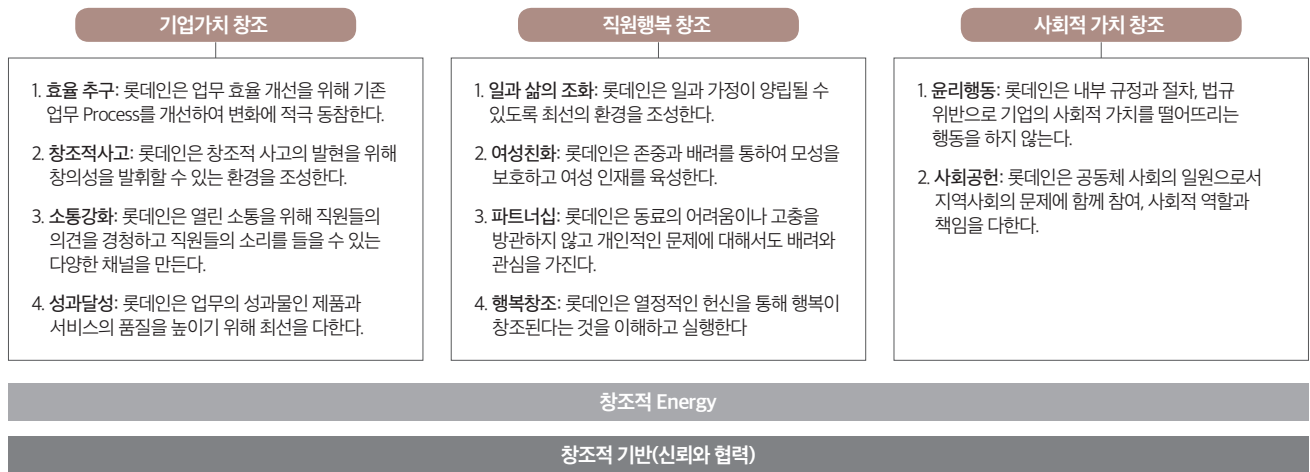 기업가치 창조
1. 효율 추구: 롯데인은 업무 효율 개선을 위해 기존
업무 Process를 개선하여 변화에 적극 동참한다.
2. 창조적사고: 롯데인은 창조적 사고의 발현을 위해
창의성을 발휘할 수 있는 환경을 조성한다.
3. 소통강화: 롯데인은 열린 소통을 위해 직원들의
의견을 경청하고 직원들의 소리를 들을 수 있는
다양한 채널을 만든다.
4. 성과달성: 롯데인은 업무의 성과물인 제품과
서비스의 품질을 높이기 위해 최선을 다한다.
직원행복 창조
1. 일과 삶의 조화: 롯데인은 일과 가정이 양립될 수
있도록 최선의 환경을 조성한다.
2. 여성친화: 롯데인은 존중과 배려를 통하여 모성을
보호하고 여성 인재를 육성한다.
3. 파트너십: 롯데인은 동료의 어려움이나 고충을
방관하지 않고 개인적인 문제에 대해서도 배려와
관심을 가진다.
4. 행복창조: 롯데인은 열정적인 헌신을 통해 행복이
창조된다는 것을 이해하고 실행한다
사회적 가치 창조
1. 윤리행동: 롯데인은 내부 규정과 절차, 법규
위반으로 기업의 사회적 가치를 떨어뜨리는
행동을 하지 않는다.
2. 사회공헌: 롯데인은 공동체 사회의 일원으로서
지역사회의 문제에 함께 참여, 사회적 역할과
책임을 다한다.
창조적 Energy
창조적 기반(신뢰와 협력)